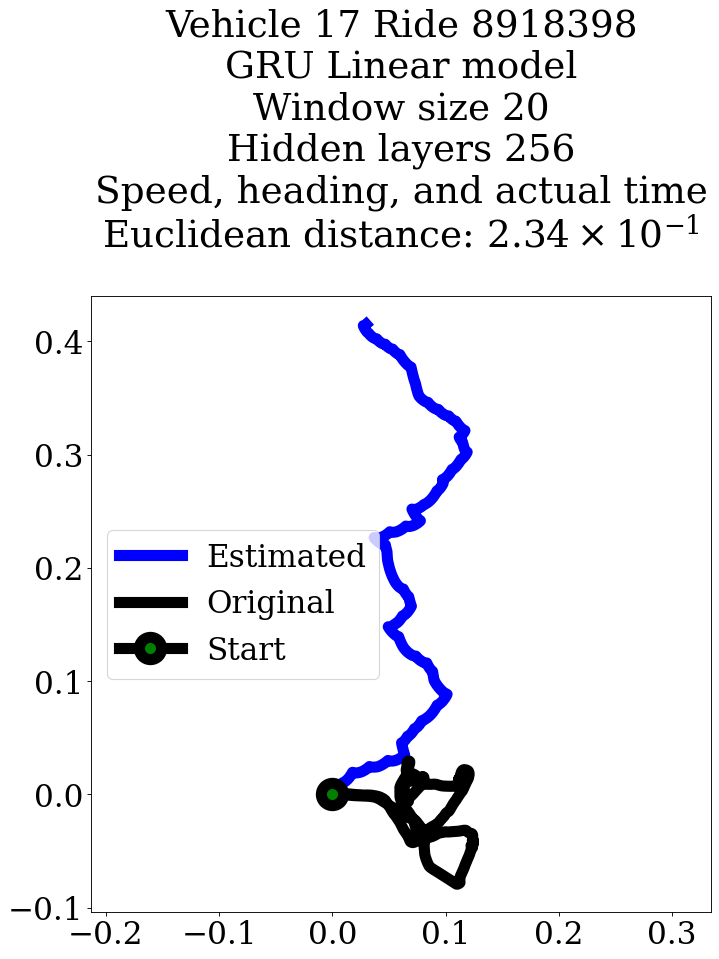 Vehicle 17 Ride 8918398
GRU Linear model
Window size 20
Hidden layers 256
Speed, heading, and actual time
Euclidean distance: 2.34 × 10⁻¹
0.4
0.3
0.2
0.1
0.0
−0.1
Estimated
Original
Start
−0.2 −0.1 0.0 0.1 0.2 0.3